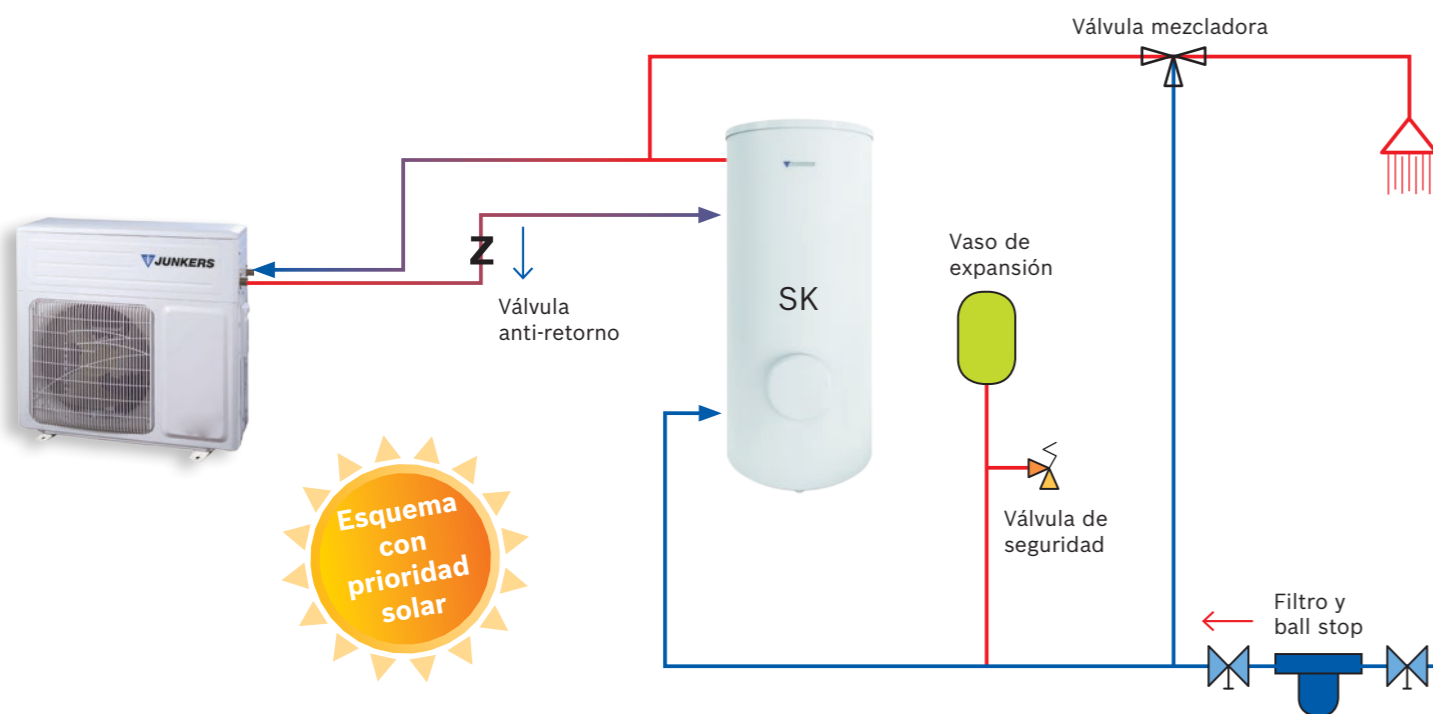 Válvula mezcladora
JUNKERS
JUNKERS
Válvula
anti-retorno
Z
SK
Vaso de
expansión
Válvula de
seguridad
Esquema
con
prioridad
solar
Filtro y
ball stop